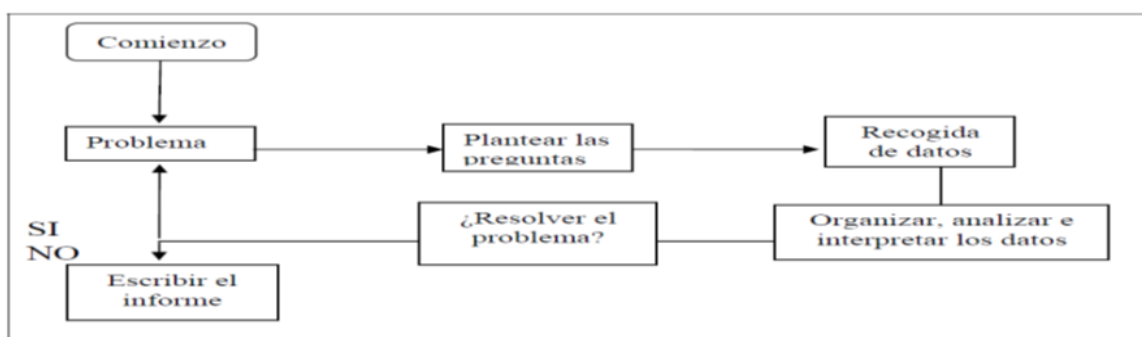 Comienzo
Problema
Plantear las
preguntas
Recogida
de datos
¿Resolver el
problema?
Organizar, analizar e
interpretar los datos
SI
NO
Escribir el
informe